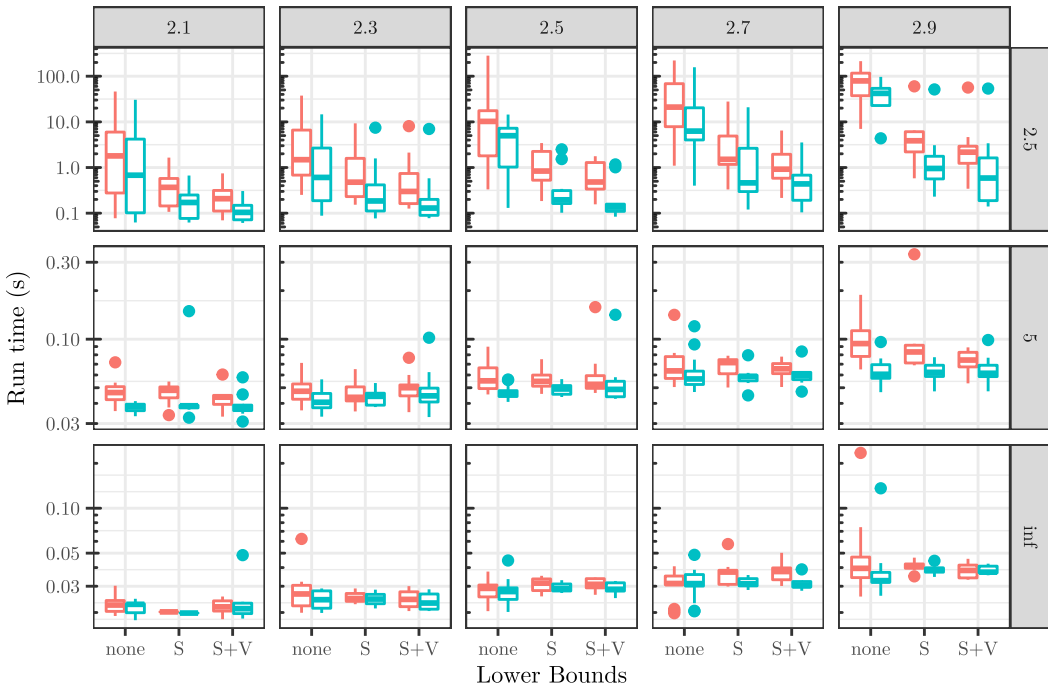 2.1 2.3 2.5 2.7 2.9
100.0
10.0
1.0
0.1
2.5
0.30
0.10
0.03
5
Run time (s)
0.10
0.05
0.03
inf
none S S+V none S S+V none S S+V none S S+V none S S+V
Lower Bounds